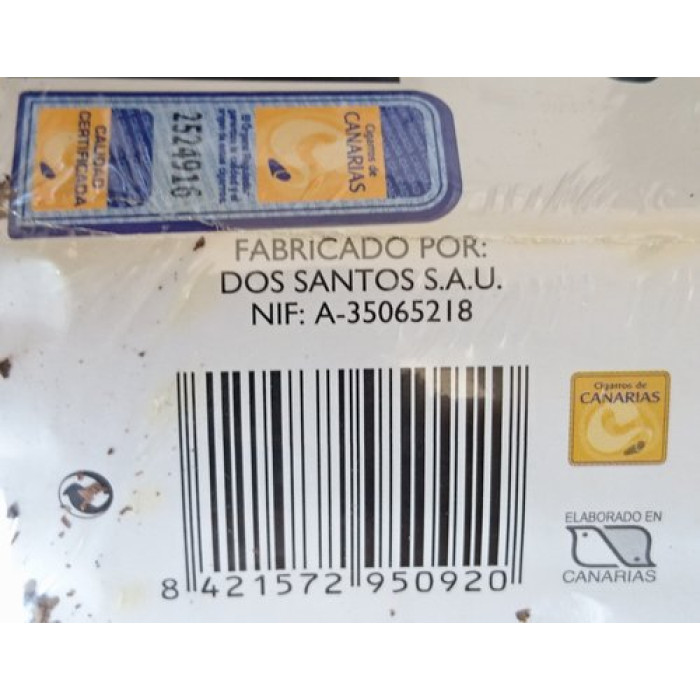 CALIDAD
CERTIFICADA
2524916
Cigarros de
CANARIAS
FABRICADO POR:
DOS SANTOS S.A.U.
NIF: A-35065218
Cigarros de
CANARIAS
ELABORADO EN
CANARIAS
8 421572 950920